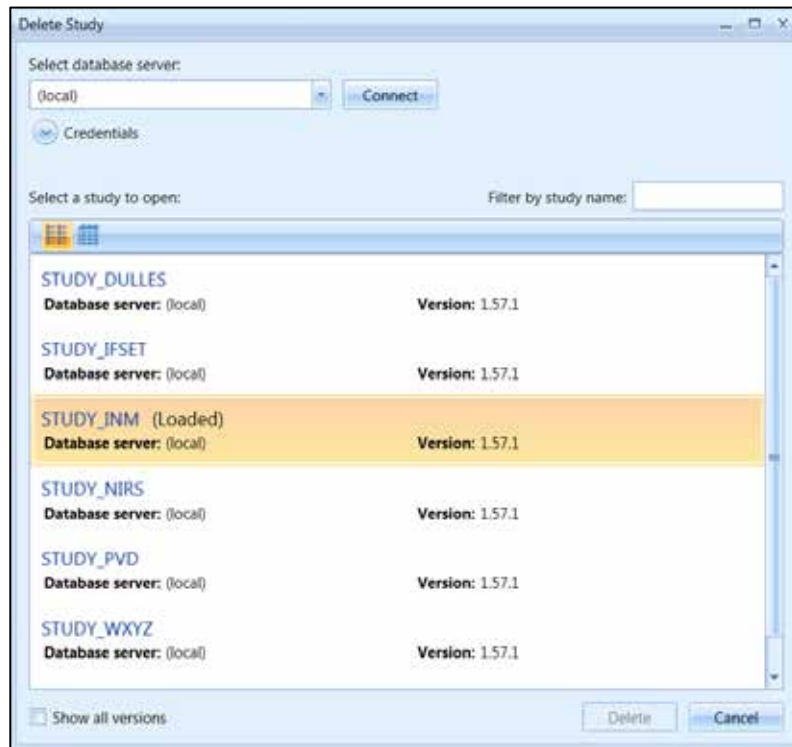 Delete Study
Select database server:
(local)
Connect
Credentials
Select a study to open:
Filter by study name:
STUDY_DULLES
Database server: (local) Version: 1.57.1
STUDY_IFSET
Database server: (local) Version: 1.57.1
STUDY_INM (Loaded)
Database server: (local) Version: 1.57.1
STUDY_NIRS
Database server: (local) Version: 1.57.1
STUDY_PVD
Database server: (local) Version: 1.57.1
STUDY_WXYZ
Database server: (local) Version: 1.57.1
Show all versions
Delete
Cancel